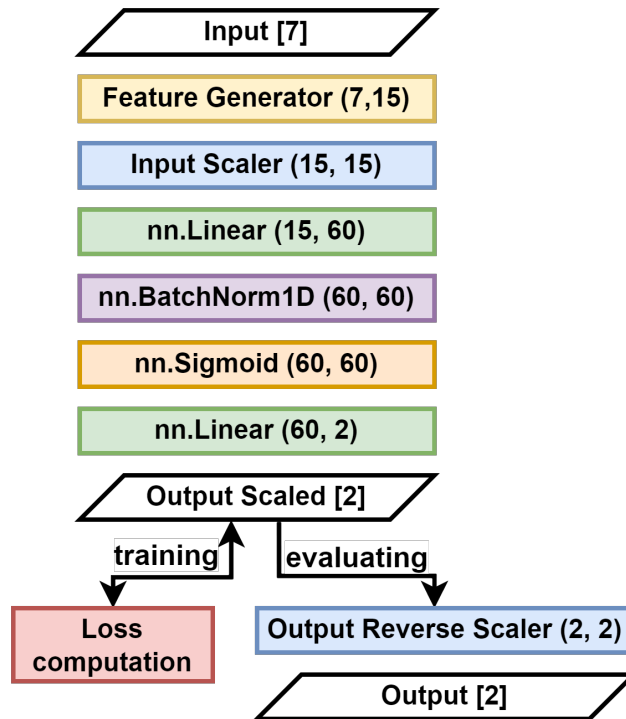 Input [7]
Feature Generator (7,15)
Input Scaler (15, 15)
nn.Linear (15, 60)
nn.BatchNorm1D (60, 60)
nn.Sigmoid (60, 60)
nn.Linear (60, 2)
Output Scaled [2]
training
evaluating
Loss
computation
Output Reverse Scaler (2, 2)
Output [2]